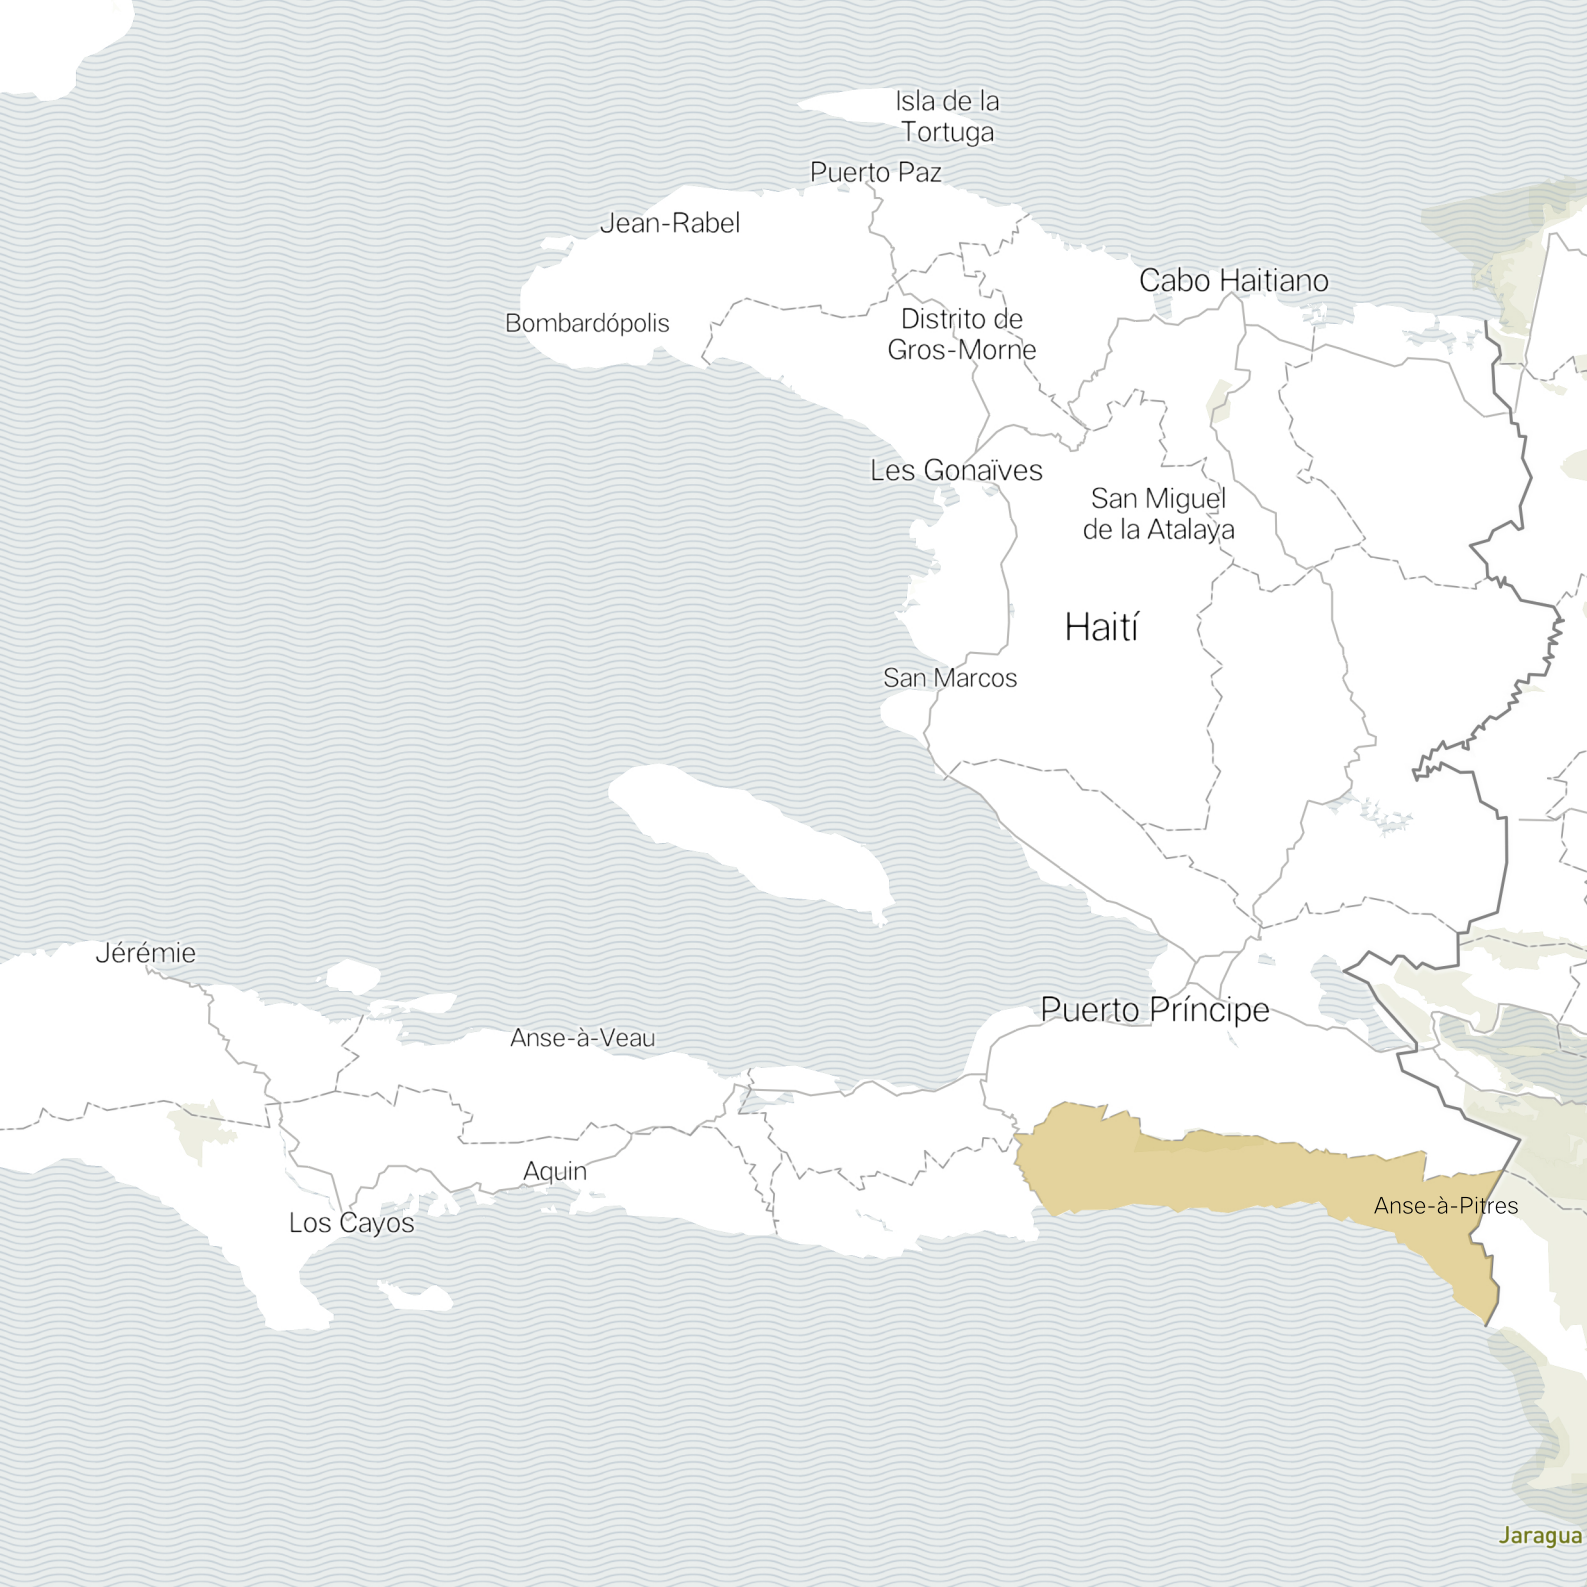 Isla de la
Tortuga
Puerto Paz
Jean-Rabel
Cabo Haitiano
Bombardópolis
Distrito de
Gros-Morne
Les Gonaïves
San Miguel
de la Atalaya
Haití
San Marcos
Jérémie
Puerto Príncipe
Anse-à-Veau
Aquin
Anse-à-Pitres
Los Cayos
Jaragua